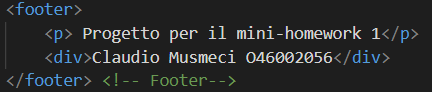 <footer>
<p> Progetto per il mini-homework 1</p>
<div>Claudio Musmeci O46002056</div>
</footer> <!-- Footer-->